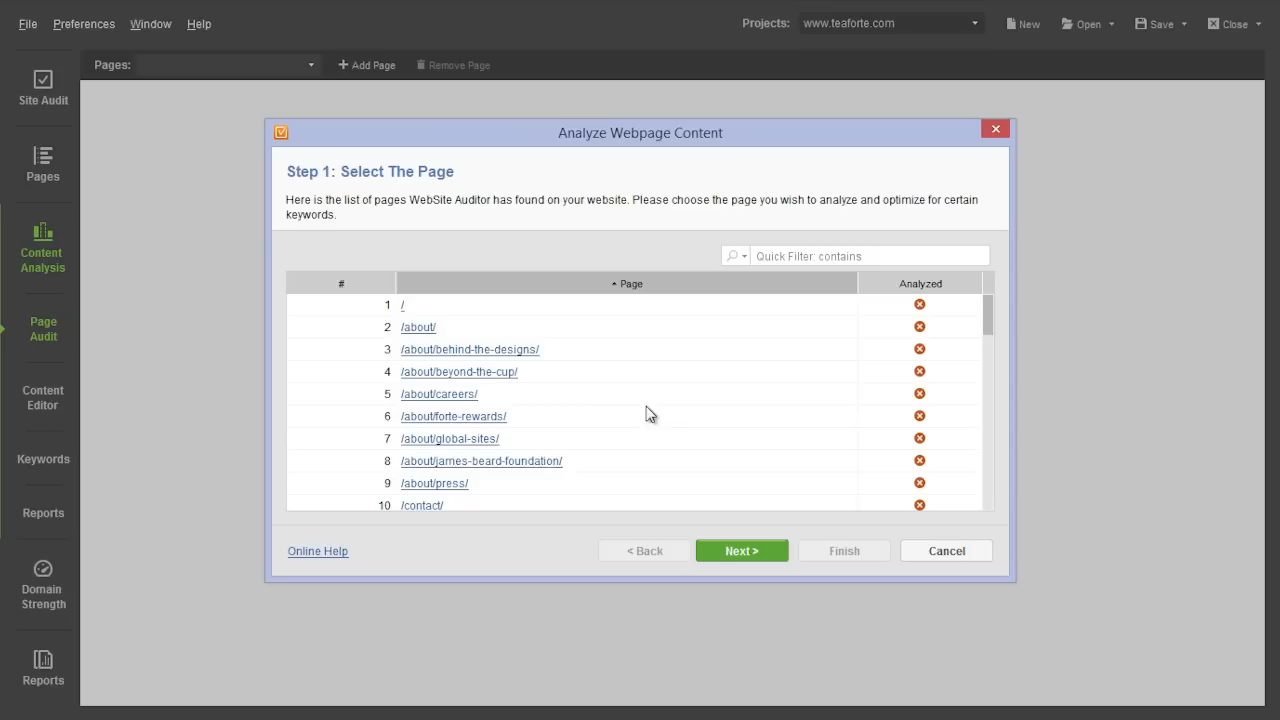 File Preferences Window Help Projects: www.teaforte.com New Open Save Close
Pages: + Add Page Remove Page
Site Audit
Pages
Content
Analysis
Page
Audit
Content
Editor
Keywords
Reports
Domain
Strength
Reports
Analyze Webpage Content
Step 1: Select The Page
Here is the list of pages WebSite Auditor has found on your website. Please choose the page you wish to analyze and optimize for certain
keywords.
Quick Filter: contains
# Page Analyzed
1 /
2 /about/
3 /about/behind-the-designs/
4 /about/beyond-the-cup/
5 /about/careers/
6 /about/forte-rewards/
7 /about/global-sites/
8 /about/james-beard-foundation/
9 /about/press/
10 /contact/
Online Help < Back Next > Finish Cancel